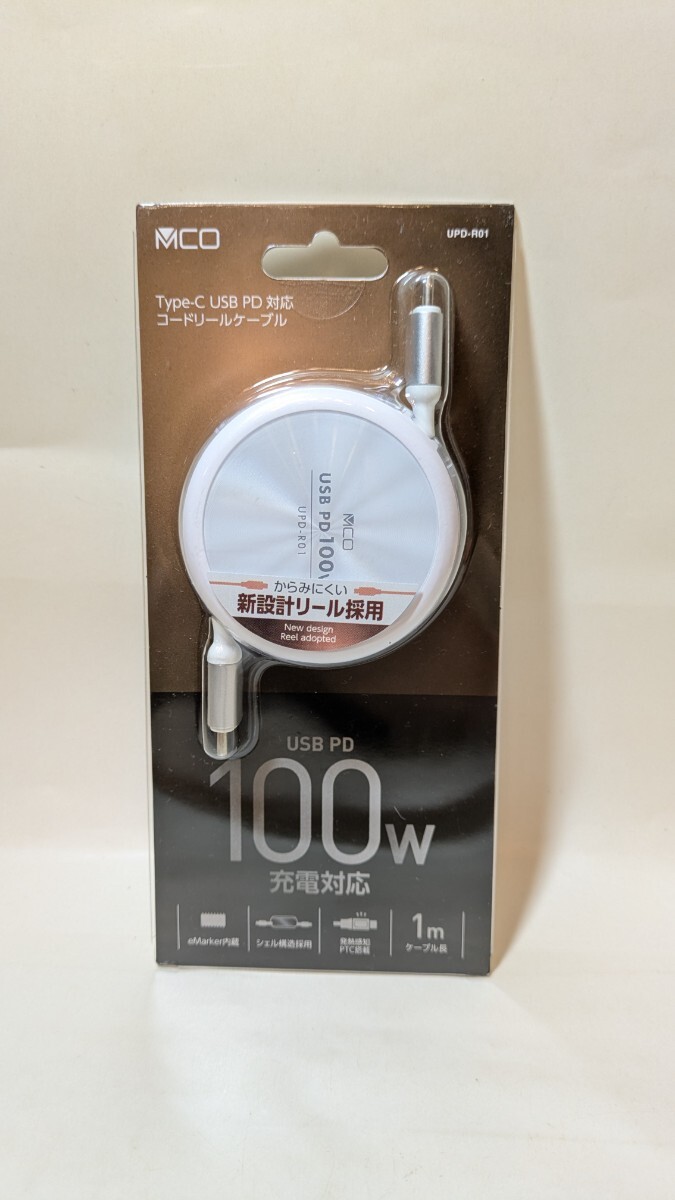 MCO
UPD-R01
Type-C USB PD 対応
コードリールケーブル
MCO
USB PD 100W
UPD-R01
からみにくい
新設計リール採用
New design
Reel adopted
USB PD
100W
充電対応
eMarker内蔵
シェル構造採用
発熱感知
PTC搭載
1m
ケーブル長